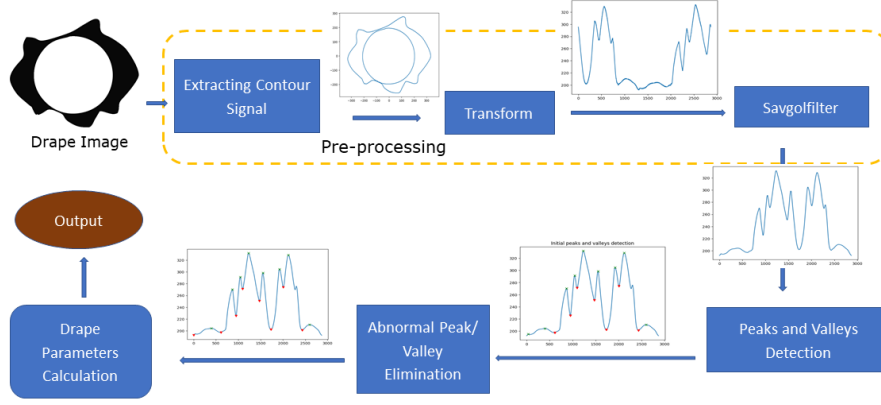 Drape Image
Extracting Contour
Signal
Transform
Savgolfilter
Pre-processing
Output
Initial peaks and valleys detection
Drape
Parameters
Calculation
Abnormal Peak/
Valley
Elimination
Peaks and Valleys
Detection